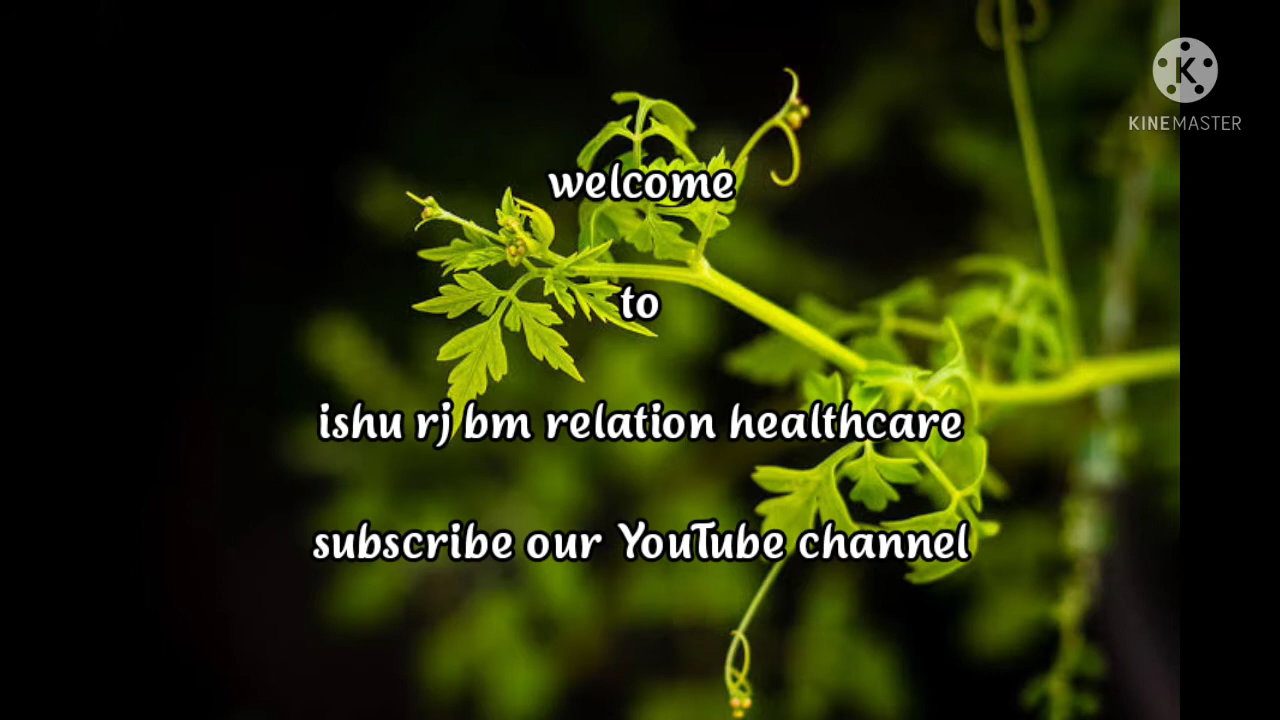 K
KINEMASTER
welcome
to
ishu rj bm relation healthcare
subscribe our YouTube channel